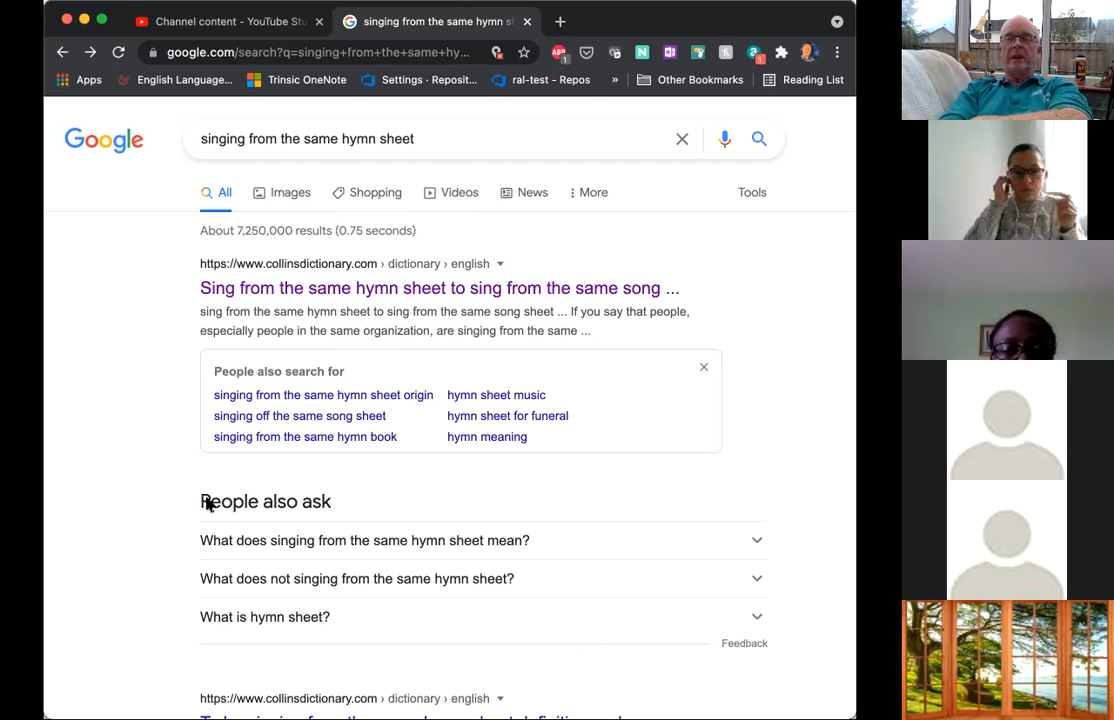 Channel content - YouTube Stu
singing from the same hymn sh
google.com/search?q=singing+from+the+same+hy...
Apps
English Language...
Trinsic OneNote
Settings · Reposit...
ral-test - Repos
»
Other Bookmarks
Reading List
Google
singing from the same hymn sheet
All
Images
Shopping
Videos
News
More
Tools
About 7,250,000 results (0.75 seconds)
https://www.collinsdictionary.com › dictionary › english
Sing from the same hymn sheet to sing from the same song ...
sing from the same hymn sheet to sing from the same song sheet ... If you say that people,
especially people in the same organization, are singing from the same ...
People also search for
singing from the same hymn sheet origin
hymn sheet music
singing off the same song sheet
hymn sheet for funeral
singing from the same hymn book
hymn meaning
People also ask
What does singing from the same hymn sheet mean?
What does not singing from the same hymn sheet?
What is hymn sheet?
Feedback
https://www.collinsdictionary.com › dictionary › english